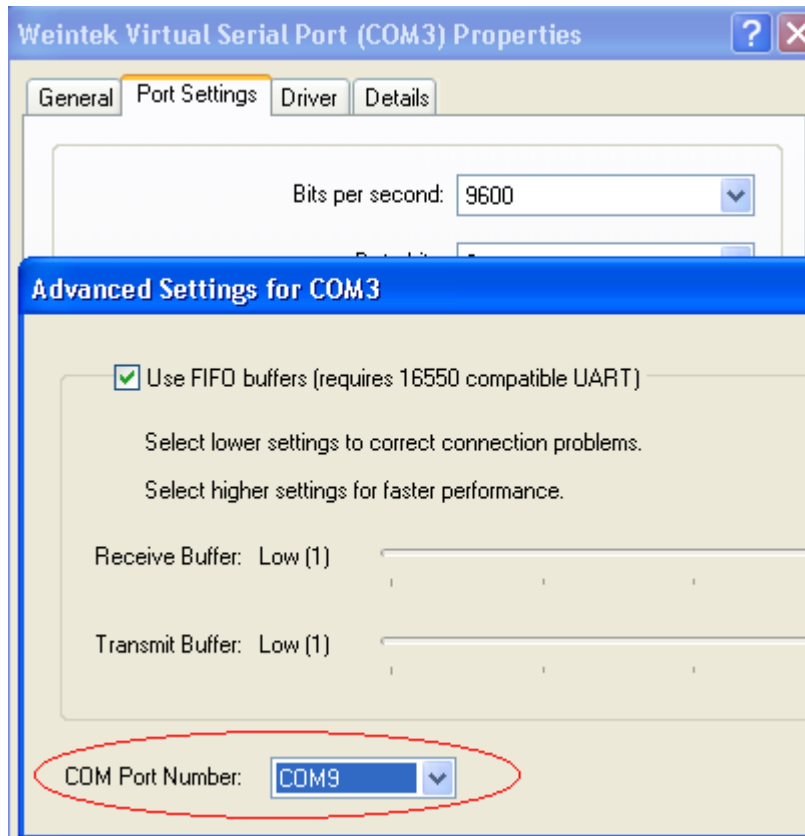 Weintek Virtual Serial Port (COM3) Properties
General Port Settings Driver Details
Bits per second: 9600
Advanced Settings for COM3
Use FIFO buffers (requires 16550 compatible UART)
Select lower settings to correct connection problems.
Select higher settings for faster performance.
Receive Buffer: Low (1)
Transmit Buffer: Low (1)
COM Port Number: COM9